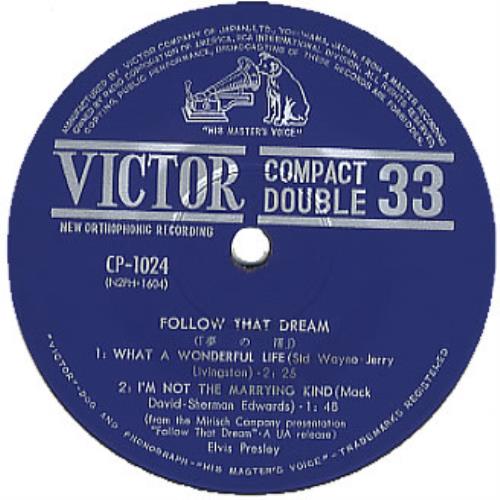 MANUFACTURED BY VICTOR COMPANY OF JAPAN, LTD., YOKOHAMA, JAPAN, FROM A MASTER RECORDING
OWNED BY RADIO CORPORATION OF AMERICA, RCA INTERNATIONAL DIVISION. ALL RIGHTS RESERVED
COPYING, PUBLIC PERFORMANCE, BROADCASTING OF THESE RECORDS ARE FORBIDDEN.
"HIS MASTER'S VOICE"
VICTOR
COMPACT
DOUBLE 33
NEW ORTHOPHONIC RECORDING
CP-1024
(N2PH-1604)
FOLLOW THAT DREAM
夢 の
1: WHAT A WONDERFUL LIFE (Sid Wayne-Jerry
Livingston)-2: 25
2: I'M NOT THE MARRYING KIND (Mack
David-Sherman Edwards)-1: 48
(from the Mirisch Company presentation
"Follow That Dream"-A UA release)
Elvis Presley
"VICTOR"-DOG AND PHONOGRAPH-"HIS MASTER'S VOICE"-TRADEMARKS REGISTERED